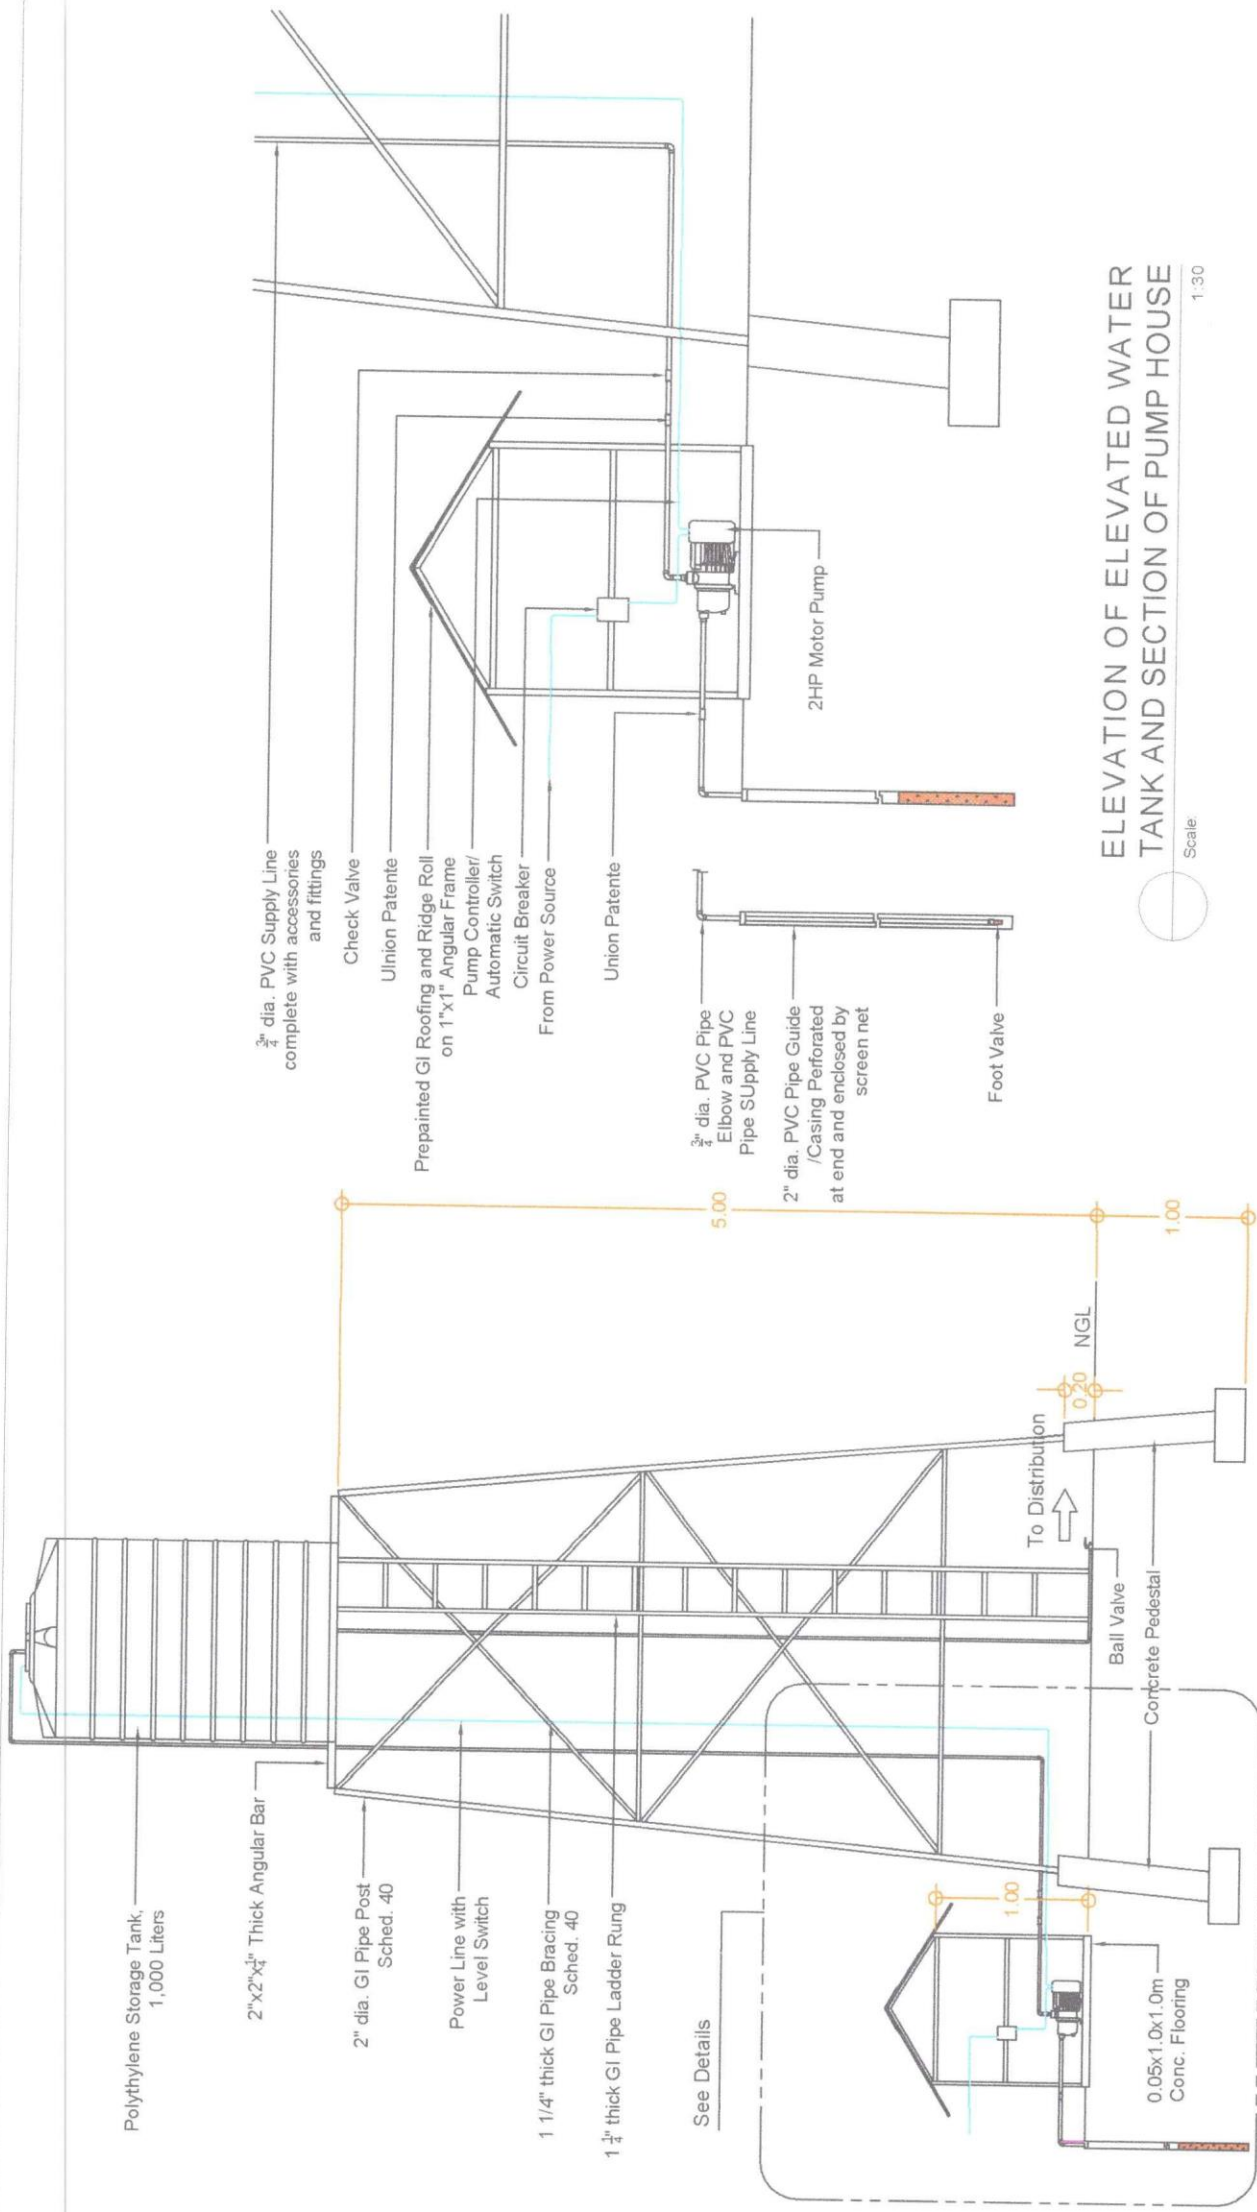 Polythylene Storage Tank,
1,000 Liters
2"x2"x1/4" Thick Angular Bar
2" dia. GI Pipe Post
Sched. 40
Power Line with
Level Switch
1 1/4" thick GI Pipe Bracing
Sched. 40
1 1/4" thick GI Pipe Ladder Rung
See Details
1.00
0.05x1.0x1.0m
Conc. Flooring
To Distribution
Ball Valve
Concrete Pedestal
0.20
NGL
5.00
1.00
3/4" dia. PVC Supply Line
complete with accessories
and fittings
Check Valve
Ulnion Patente
Prepainted GI Roofing and Ridge Roll
on 1"x1" Angular Frame
Pump Controller/
Automatic Switch
Circuit Breaker
From Power Source
Union Patente
3/4" dia. PVC Pipe
Elbow and PVC
Pipe SUpply Line
2" dia. PVC Pipe Guide
/Casing Perforated
at end and enclosed by
screen net
Foot Valve
2HP Motor Pump
ELEVATION OF ELEVATED WATER
TANK AND SECTION OF PUMP HOUSE
Scale: 1:30